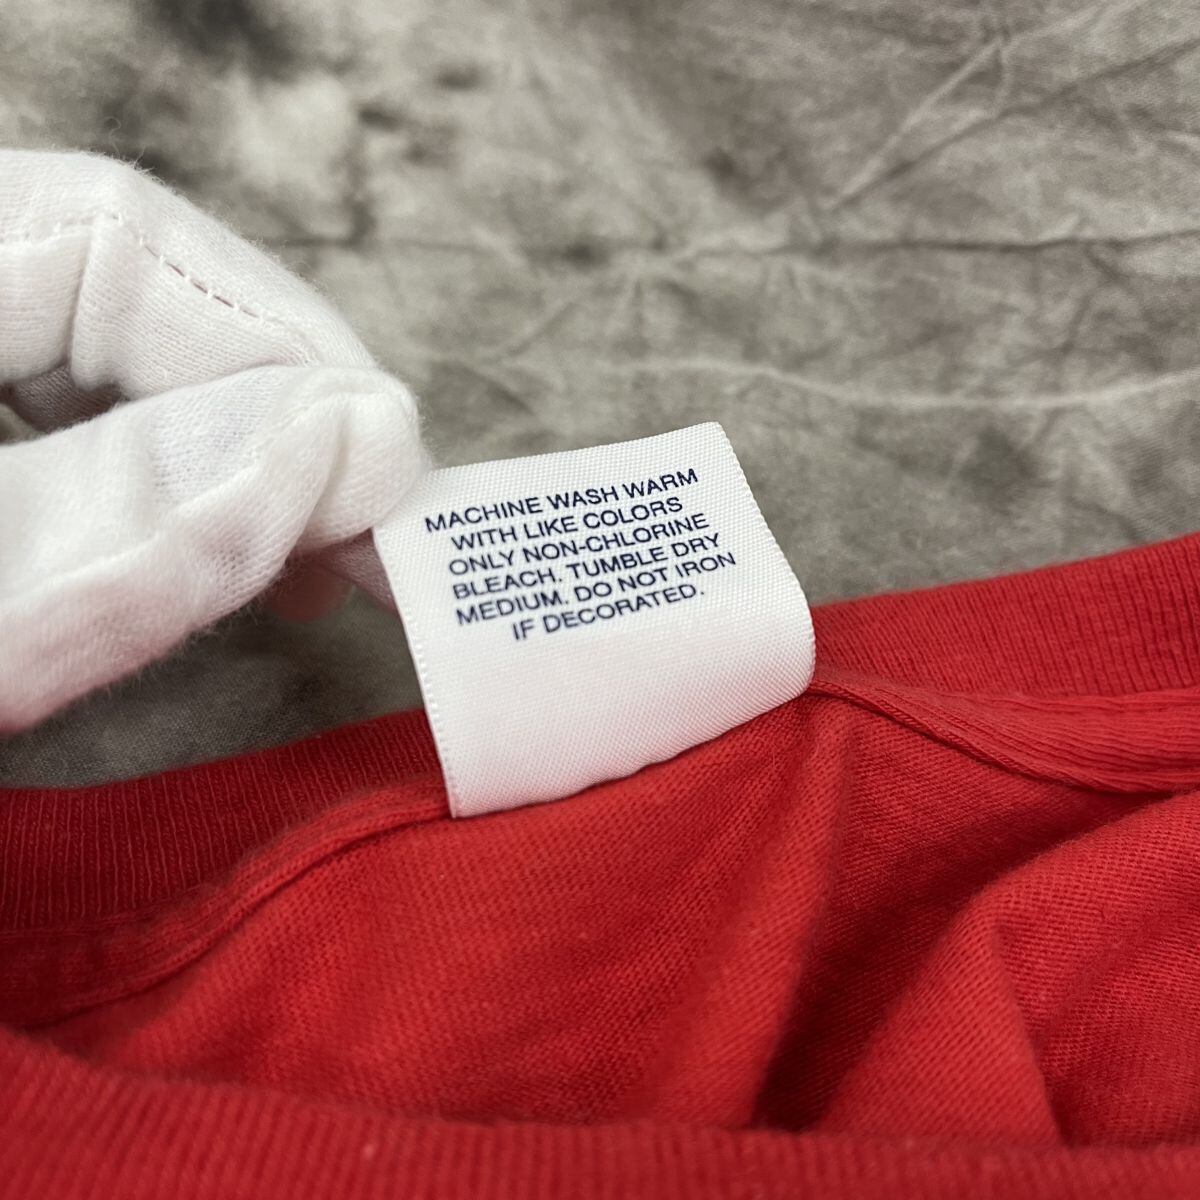 MACHINE WASH WARM
WITH LIKE COLORS
ONLY NON-CHLORINE
BLEACH. TUMBLE DRY
MEDIUM. DO NOT IRON
IF DECORATED.